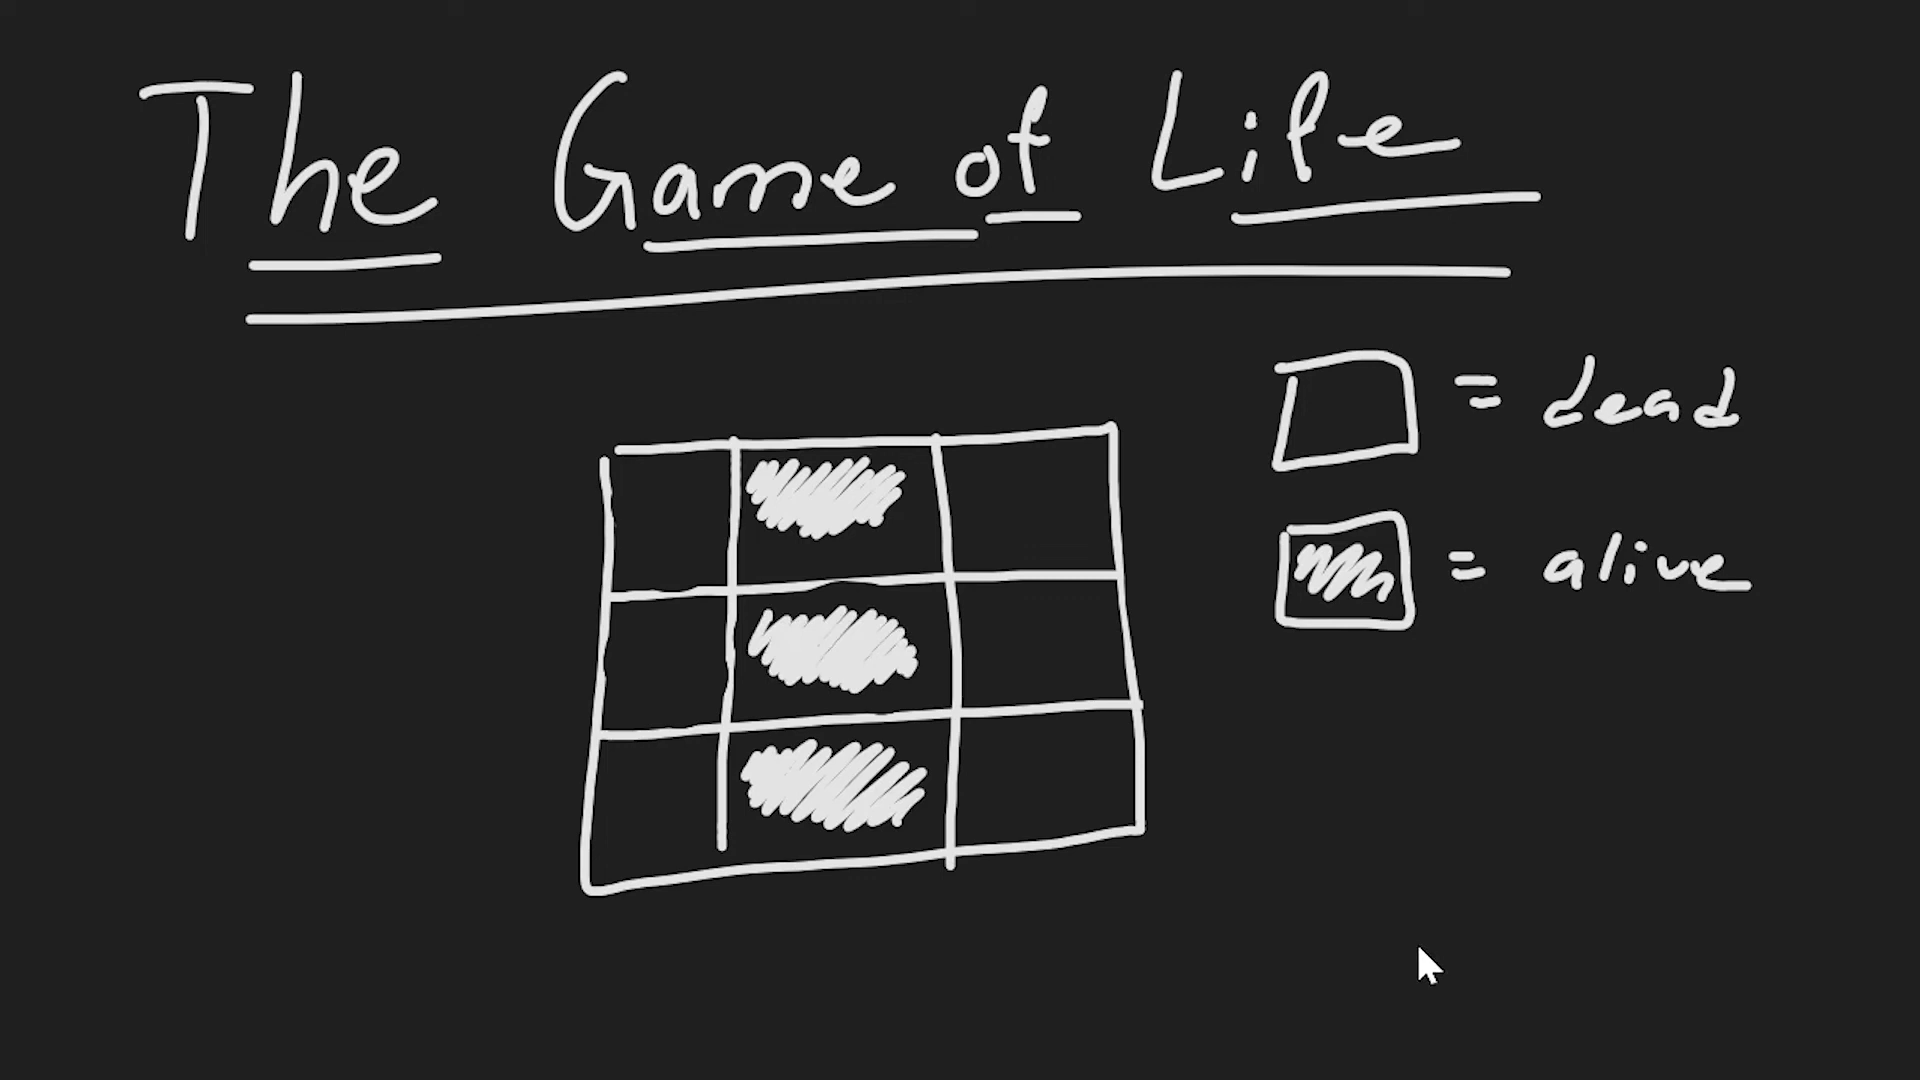 The Game of Life
= dead
= alive